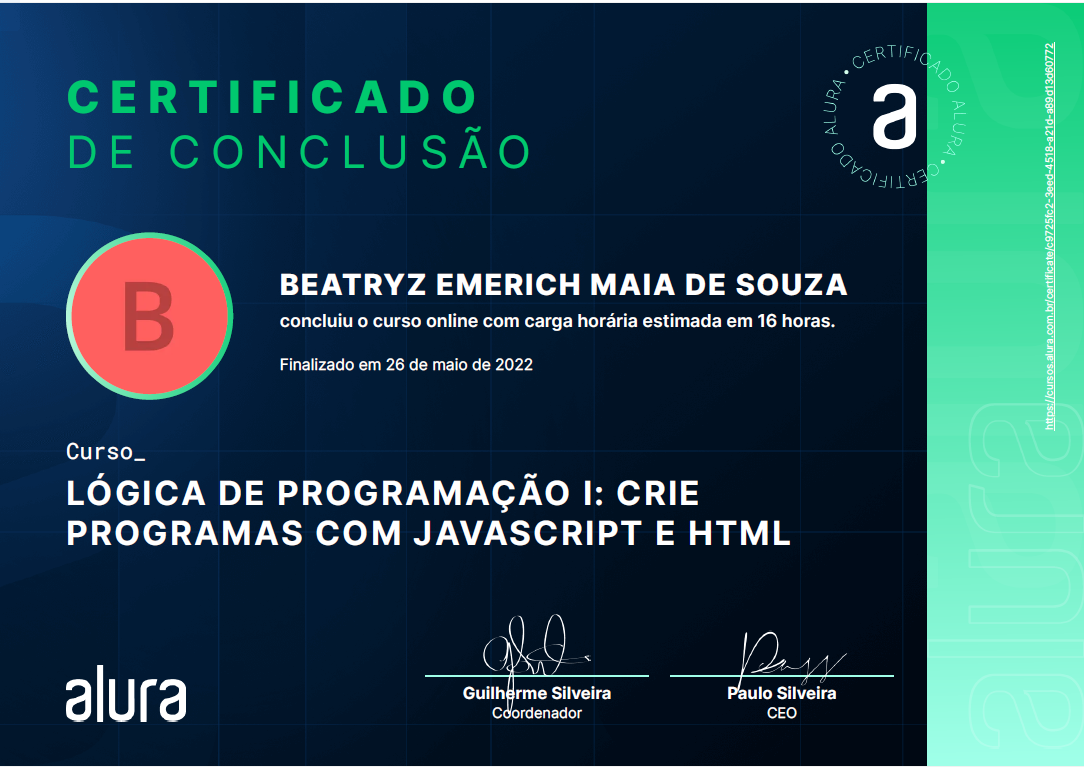 CERTIFICADO
DE CONCLUSÃO
CERTIFICADO ALURA • CERTIFICADO ALURA •
a
https://cursos.alura.com.br/certificate/c9725fc2-3eed-4518-a21d-a89d13d60772
B
BEATRYZ EMERICH MAIA DE SOUZA
concluiu o curso online com carga horária estimada em 16 horas.
Finalizado em 26 de maio de 2022
Curso_
LÓGICA DE PROGRAMAÇÃO I: CRIE
PROGRAMAS COM JAVASCRIPT E HTML
alura
Guilherme Silveira
Coordenador
Paulo Silveira
CEO
alura